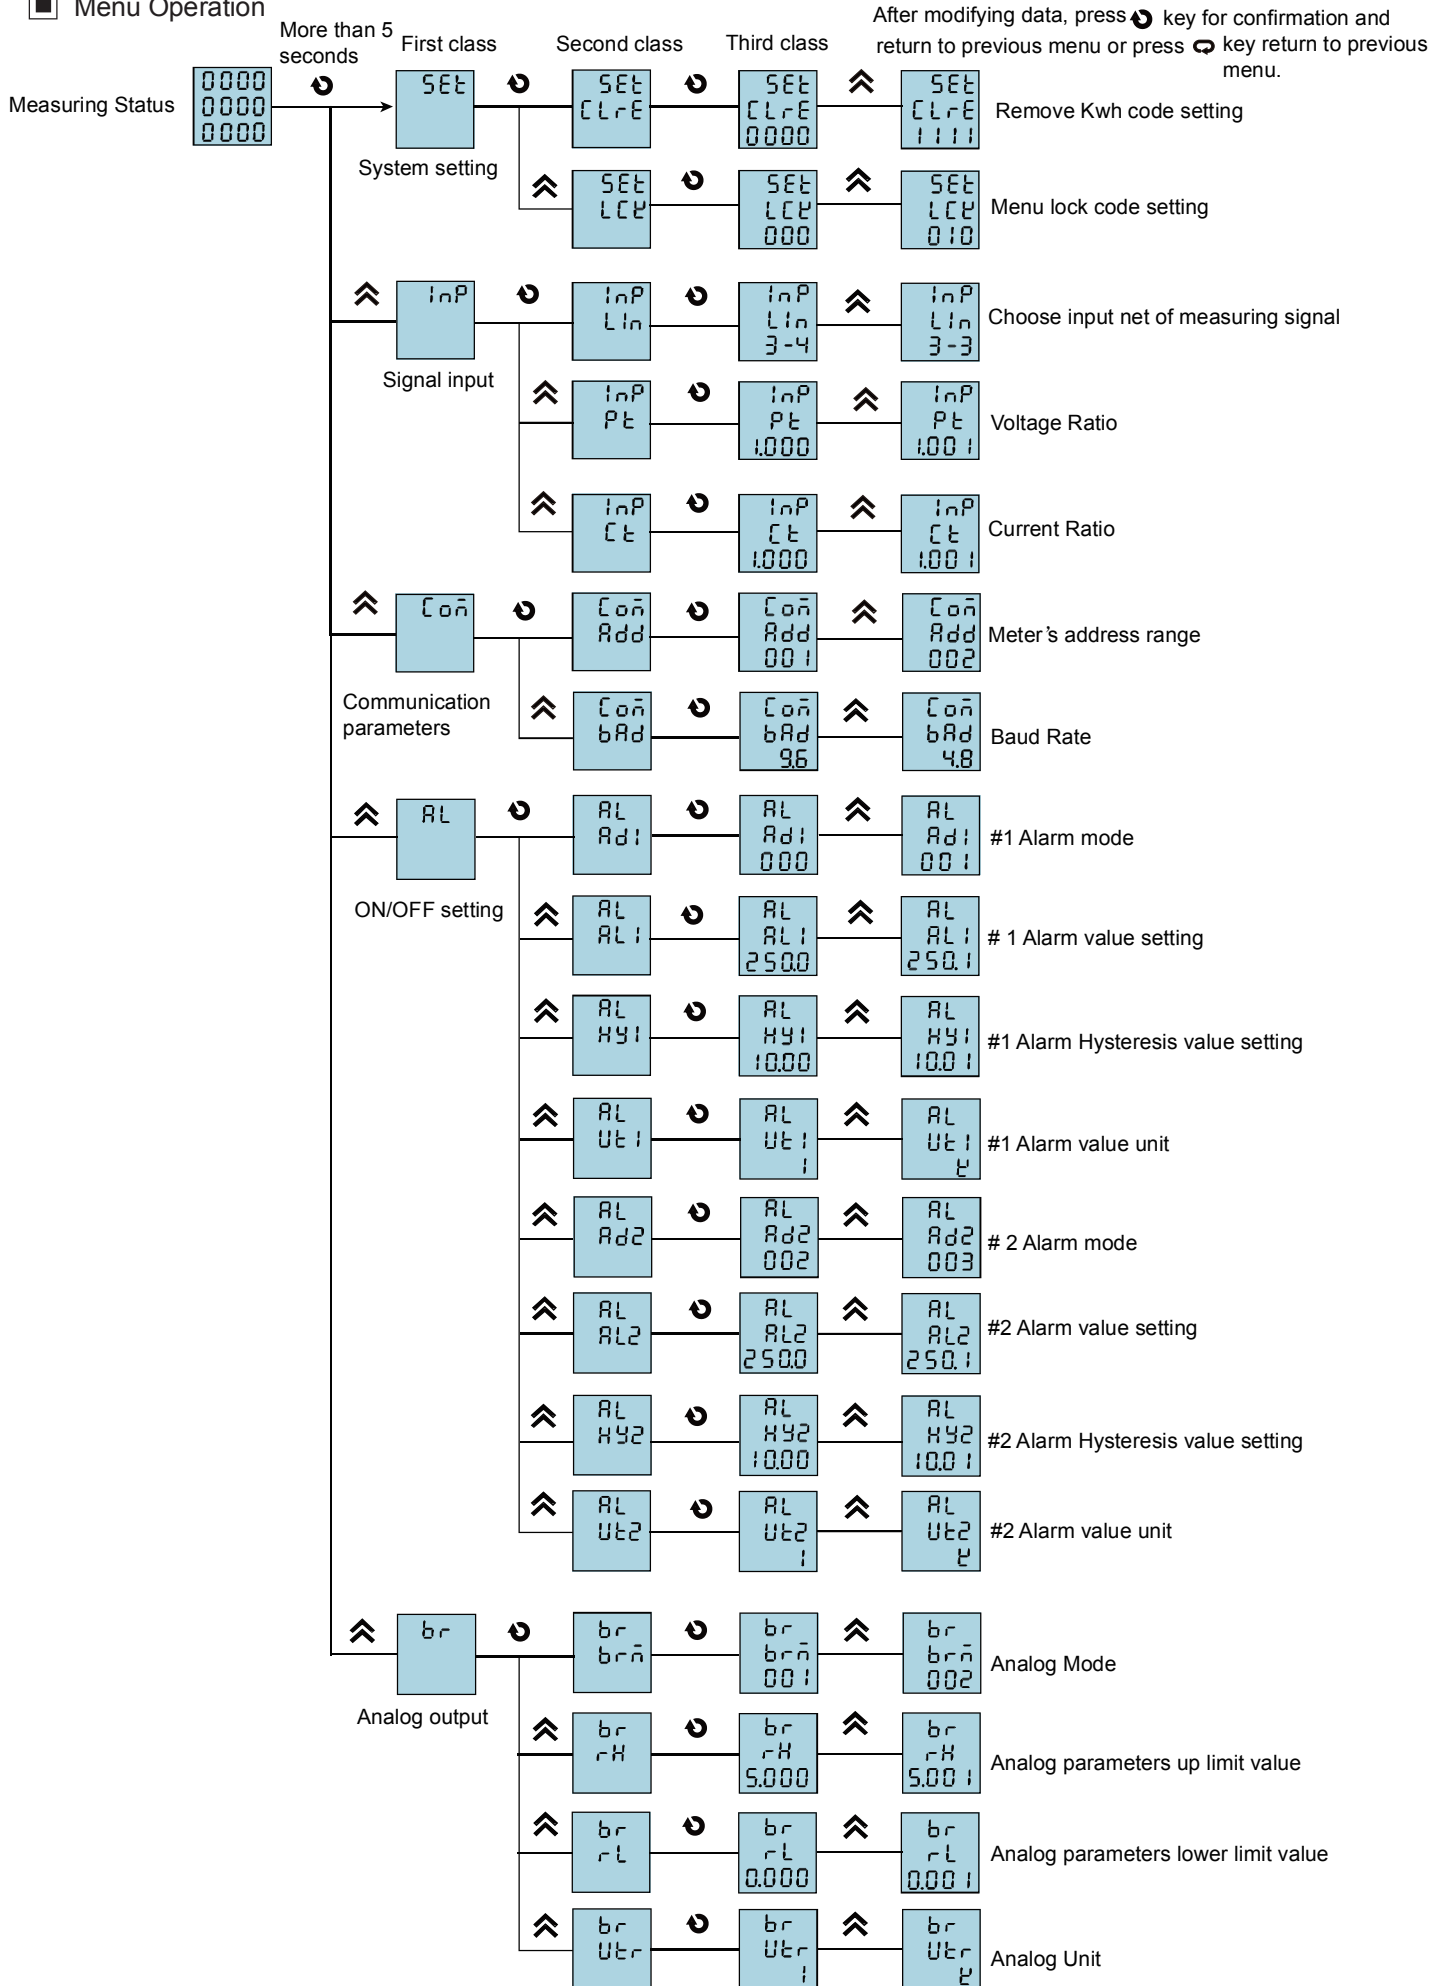 Menu Operation
More than 5
seconds
First class
Second class
Third class
After modifying data, press key for confirmation and
return to previous menu or press key return to previous
menu.
Measuring Status
0000
0000
0000
SEt
System setting
SEt
CLrE
SEt
CLrE
0000
SEt
CLrE
1111
Remove Kwh code setting
SEt
LCK
SEt
LCK
000
SEt
LCK
010
Menu lock code setting
InP
Signal input
InP
LIn
InP
LIn
3-4
InP
LIn
3-3
Choose input net of measuring signal
InP
Pt
InP
Pt
1.000
InP
Pt
1.001
Voltage Ratio
InP
Ct
InP
Ct
1.000
InP
Ct
1.001
Current Ratio
Com
Communication
parameters
Com
Add
Com
Add
001
Com
Add
002
Meter's address range
Com
bAd
Com
bAd
9.6
Com
bAd
4.8
Baud Rate
AL
ON/OFF setting
AL
Ad1
AL
Ad1
000
AL
Ad1
001
#1 Alarm mode
AL
AL1
AL
AL1
250.0
AL
AL1
250.1
# 1 Alarm value setting
AL
HY1
AL
HY1
10.00
AL
HY1
10.01
#1 Alarm Hysteresis value setting
AL
Ut1
AL
Ut1
1
AL
Ut1
K
#1 Alarm value unit
AL
Ad2
AL
Ad2
002
AL
Ad2
003
# 2 Alarm mode
AL
AL2
AL
AL2
250.0
AL
AL2
250.1
#2 Alarm value setting
AL
HY2
AL
HY2
10.00
AL
HY2
10.01
#2 Alarm Hysteresis value setting
AL
Ut2
AL
Ut2
1
AL
Ut2
K
#2 Alarm value unit
br
Analog output
br
brm
br
brm
001
br
brm
002
Analog Mode
br
rH
br
rH
5.000
br
rH
5.001
Analog parameters up limit value
br
rL
br
rL
0.000
br
rL
0.001
Analog parameters lower limit value
br
Utr
br
Utr
1
br
Utr
K
Analog Unit